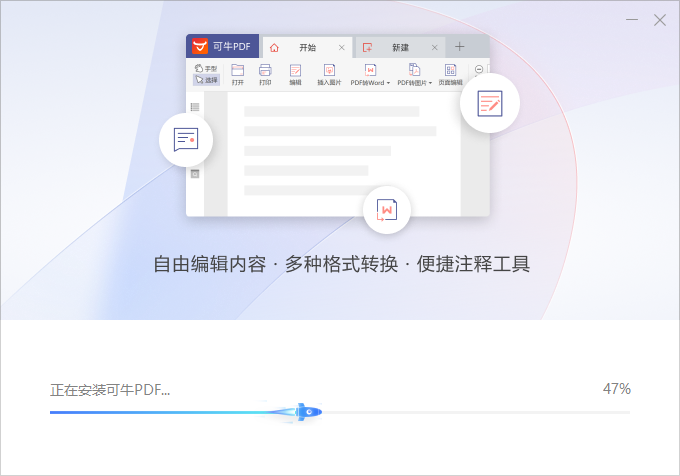 可牛PDF 开始 新建
手型
选择
打开 打印 编辑 插入图片 PDF转Word PDF转图片 页面编辑
自由编辑内容 · 多种格式转换 · 便捷注释工具
正在安装可牛PDF... 47%